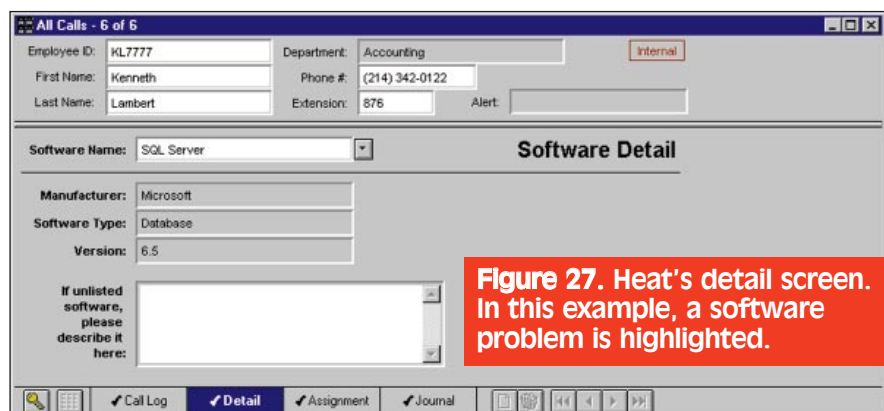 All Calls - 6 of 6
Employee ID: KL7777 Department: Accounting Internal
First Name: Kenneth Phone #: (214) 342-0122
Last Name: Lambert Extension: 876 Alert:
Software Name: SQL Server Software Detail
Manufacturer: Microsoft
Software Type: Database
Version: 6.5
If unlisted
software,
please
describe it
here:
Figure 27. Heat's detail screen.
In this example, a software
problem is highlighted.
✓Call Log ✓Detail ✓Assignment ✓Journal